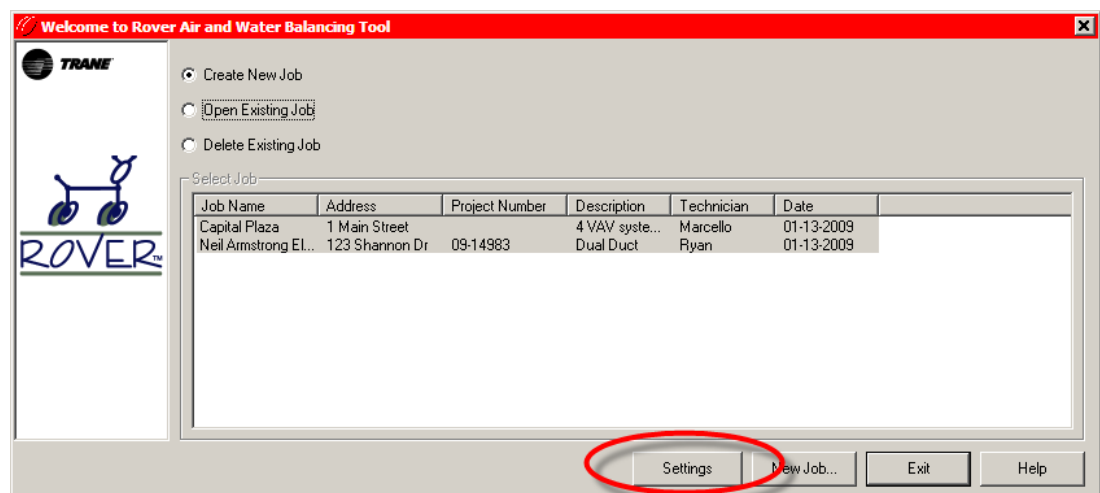 Welcome to Rover Air and Water Balancing Tool
TRANE
ROVER™
Create New Job
Open Existing Job
Delete Existing Job
Select Job
Job Name Address Project Number Description Technician Date
Capital Plaza 1 Main Street 4 VAV syste... Marcello 01-13-2009
Neil Armstrong El... 123 Shannon Dr 09-14983 Dual Duct Ryan 01-13-2009
Settings New Job... Exit Help